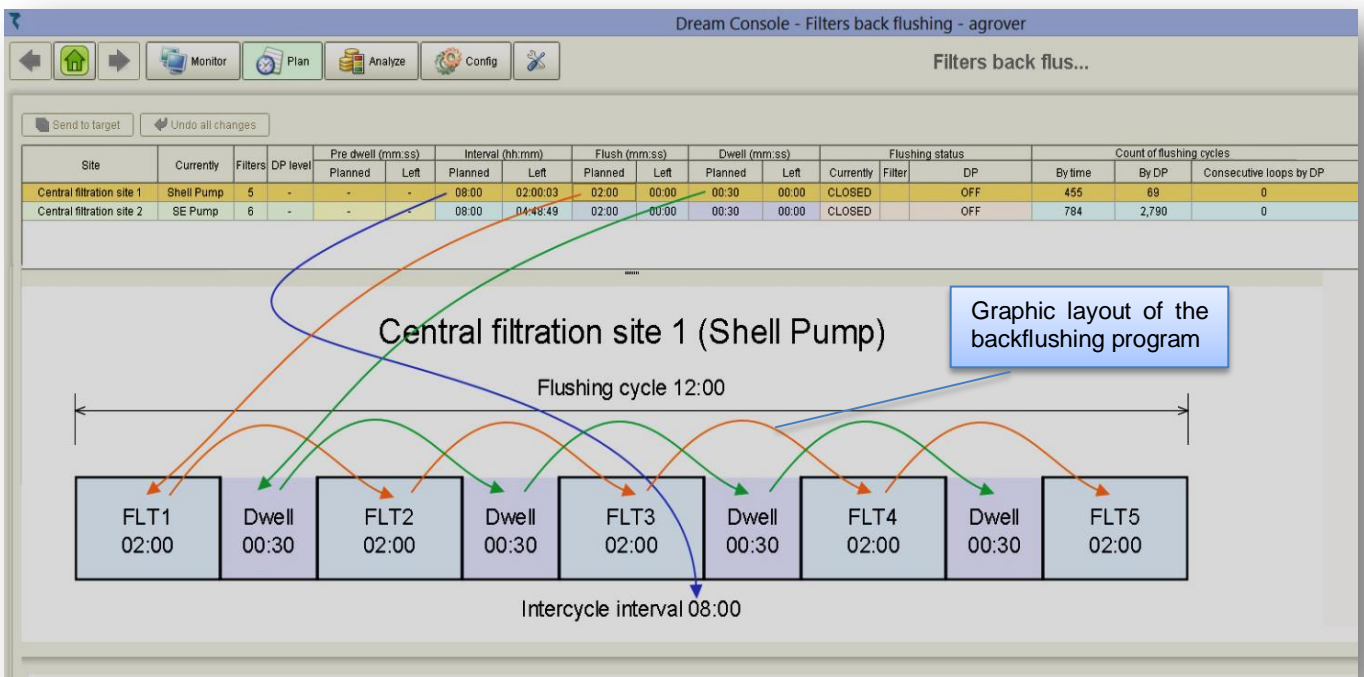 Dream Console - Filters back flushing - agrover
Monitor Plan Analyze Config Filters back flus...
Send to target Undo all changes
Site Currently Filters DP level Pre dwell (mm:ss) Interval (hh:mm) Flush (mm:ss) Dwell (mm:ss) Flushing status Count of flushing cycles
Planned Left Planned Left Planned Left Planned Left Currently Filter DP By time By DP Consecutive loops by DP
Central filtration site 1 Shell Pump 5 - - - 08:00 02:00:03 02:00 00:00 00:30 00:00 CLOSED OFF 455 69 0
Central filtration site 2 SE Pump 6 - - - 08:00 04:48:49 02:00 00:00 00:30 00:00 CLOSED OFF 784 2,790 0
Graphic layout of the
backflushing program
Central filtration site 1 (Shell Pump)
Flushing cycle 12:00
FLT1 Dwell FLT2 Dwell FLT3 Dwell FLT4 Dwell FLT5
02:00 00:30 02:00 00:30 02:00 00:30 02:00 00:30 02:00
Intercycle interval 08:00